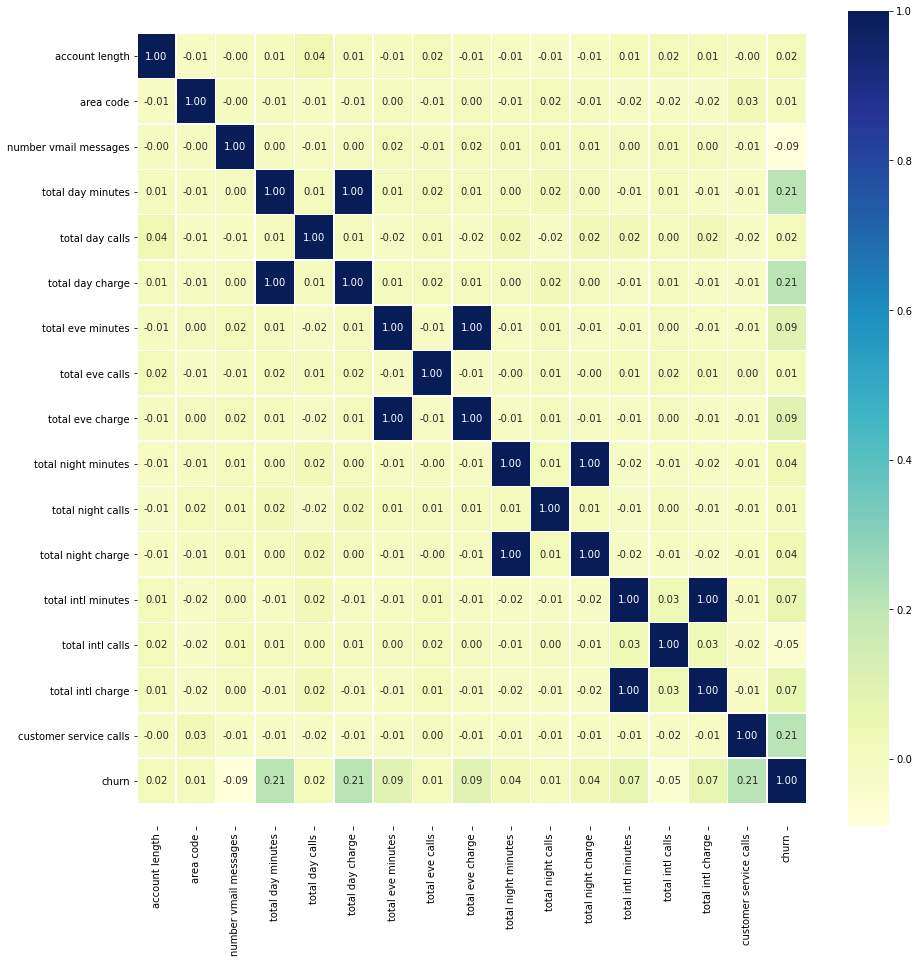 1.0
account length 1.00 -0.01 -0.00 0.01 0.04 0.01 -0.01 0.02 -0.01 -0.01 -0.01 -0.01 0.01 0.02 0.01 -0.00 0.02
area code -0.01 1.00 -0.00 -0.01 -0.01 -0.01 0.00 -0.01 0.00 -0.01 0.02 -0.01 -0.02 -0.02 -0.02 0.03 0.01
number vmail messages -0.00 -0.00 1.00 0.00 -0.01 0.00 0.02 -0.01 0.02 0.01 0.01 0.01 0.00 0.01 0.00 -0.01 -0.09
0.8
total day minutes 0.01 -0.01 0.00 1.00 0.01 1.00 0.01 0.02 0.01 0.00 0.02 0.00 -0.01 0.01 -0.01 -0.01 0.21
total day calls 0.04 -0.01 -0.01 0.01 1.00 0.01 -0.02 0.01 -0.02 0.02 -0.02 0.02 0.02 0.00 0.02 -0.02 0.02
total day charge 0.01 -0.01 0.00 1.00 0.01 1.00 0.01 0.02 0.01 0.00 0.02 0.00 -0.01 0.01 -0.01 -0.01 0.21
0.6
total eve minutes -0.01 0.00 0.02 0.01 -0.02 0.01 1.00 -0.01 1.00 -0.01 0.01 -0.01 -0.01 0.00 -0.01 -0.01 0.09
total eve calls 0.02 -0.01 -0.01 0.02 0.01 0.02 -0.01 1.00 -0.01 -0.00 0.01 -0.00 0.01 0.02 0.01 0.00 0.01
total eve charge -0.01 0.00 0.02 0.01 -0.02 0.01 1.00 -0.01 1.00 -0.01 0.01 -0.01 -0.01 0.00 -0.01 -0.01 0.09
0.4
total night minutes -0.01 -0.01 0.01 0.00 0.02 0.00 -0.01 -0.00 -0.01 1.00 0.01 1.00 -0.02 -0.01 -0.02 -0.01 0.04
total night calls -0.01 0.02 0.01 0.02 -0.02 0.02 0.01 0.01 0.01 0.01 1.00 0.01 -0.01 0.00 -0.01 -0.01 0.01
total night charge -0.01 -0.01 0.01 0.00 0.02 0.00 -0.01 -0.00 -0.01 1.00 0.01 1.00 -0.02 -0.01 -0.02 -0.01 0.04
total intl minutes 0.01 -0.02 0.00 -0.01 0.02 -0.01 -0.01 0.01 -0.01 -0.02 -0.01 -0.02 1.00 0.03 1.00 -0.01 0.07
0.2
total intl calls 0.02 -0.02 0.01 0.01 0.00 0.01 0.00 0.02 0.00 -0.01 0.00 -0.01 0.03 1.00 0.03 -0.02 -0.05
total intl charge 0.01 -0.02 0.00 -0.01 0.02 -0.01 -0.01 0.01 -0.01 -0.02 -0.01 -0.02 1.00 0.03 1.00 -0.01 0.07
customer service calls -0.00 0.03 -0.01 -0.01 -0.02 -0.01 -0.01 0.00 -0.01 -0.01 -0.01 -0.01 -0.01 -0.02 -0.01 1.00 0.21
0.0
churn 0.02 0.01 -0.09 0.21 0.02 0.21 0.09 0.01 0.09 0.04 0.01 0.04 0.07 -0.05 0.07 0.21 1.00
account length
area code
number vmail messages
total day minutes
total day calls
total day charge
total eve minutes
total eve calls
total eve charge
total night minutes
total night calls
total night charge
total intl minutes
total intl calls
total intl charge
customer service calls
churn